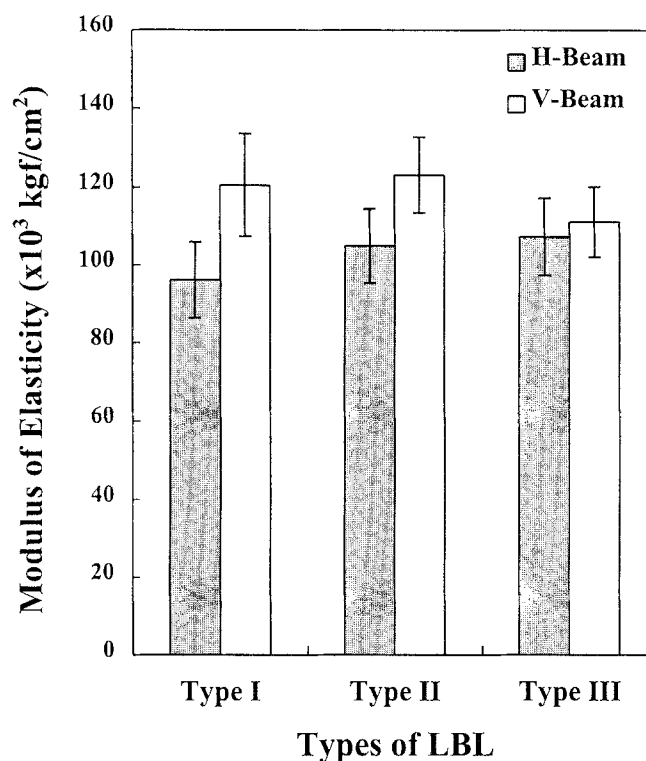 Modulus of Elasticity (x10³ kgf/cm²)
160
140
120
100
80
60
40
20
0
H-Beam
V-Beam
Type I
Type II
Type III
Types of LBL